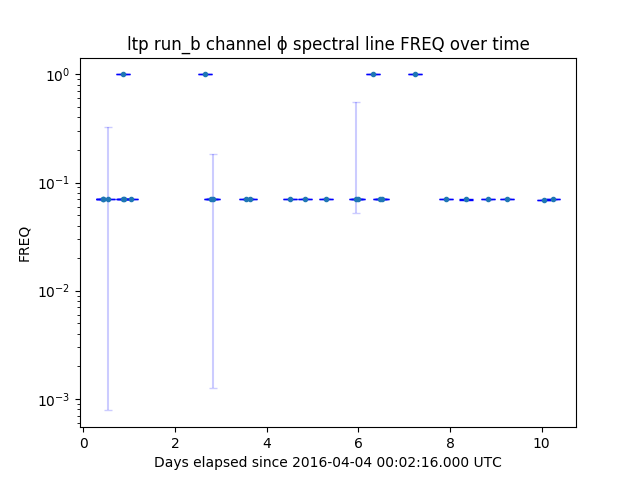 ltp run_b channel ϕ spectral line FREQ over time
FREQ
10⁰
10⁻¹
10⁻²
10⁻³
0 2 4 6 8 10
Days elapsed since 2016-04-04 00:02:16.000 UTC